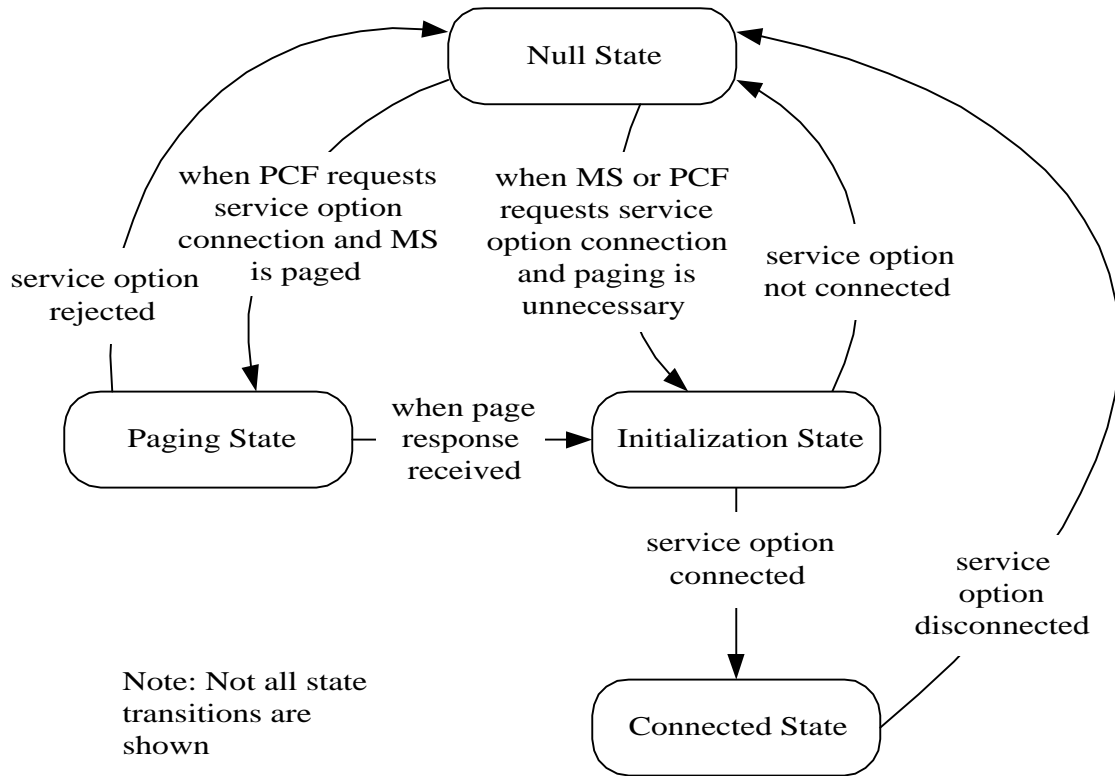 Null State
when PCF requests
service option
connection and MS
is paged
when MS or PCF
requests service
option connection
and paging is
unnecessary
service option
not connected
service option
rejected
Paging State
when page
response
received
Initialization State
service option
connected
service
option
disconnected
Note: Not all state
transitions are
shown
Connected State